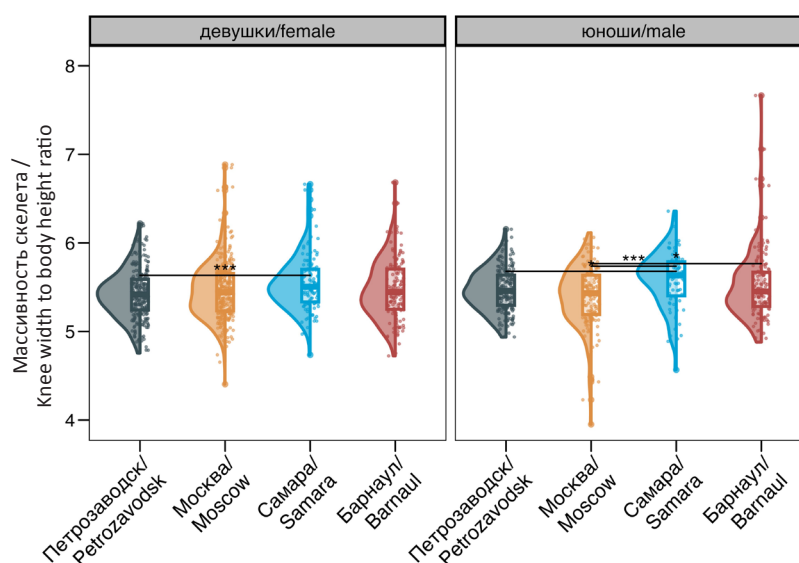 девушки/female
юноши/male
Массивность скелета /
Knee width to body height ratio
8
7
6
5
4
***
***
*
*
Петрозаводск/
Petrozavodsk
Москва/
Moscow
Самара/
Samara
Барнаул/
Barnaul
Петрозаводск/
Petrozavodsk
Москва/
Moscow
Самара/
Samara
Барнаул/
Barnaul